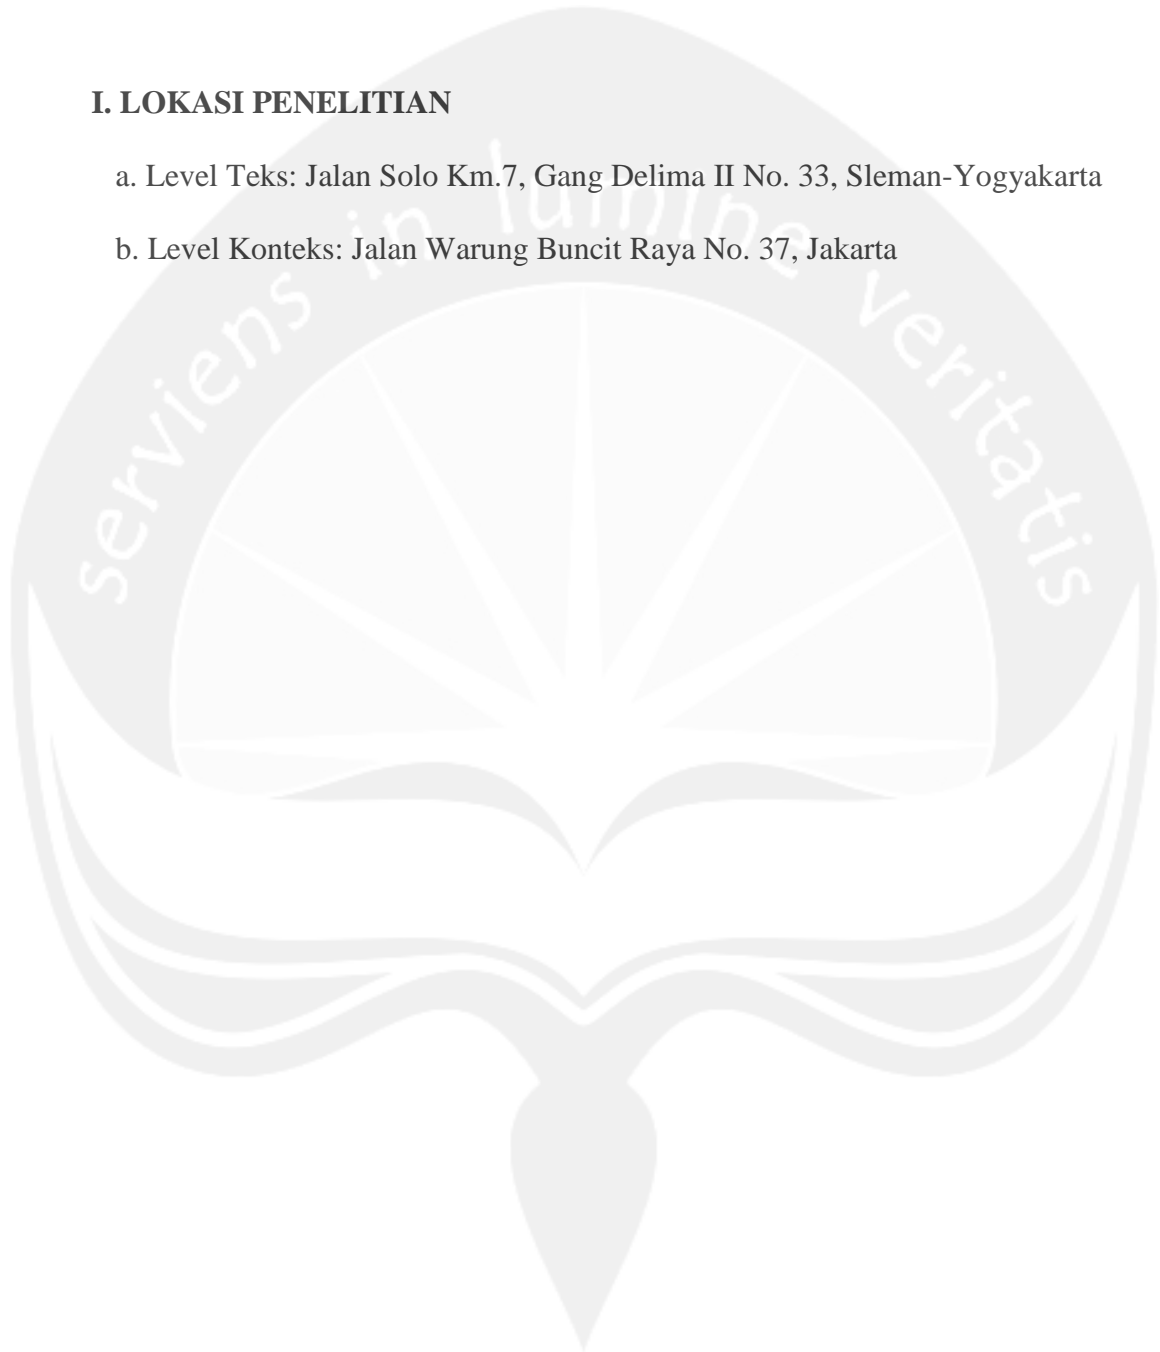 I. LOKASI PENELITIAN
a. Level Teks: Jalan Solo Km.7, Gang Delima II No. 33, Sleman-Yogyakarta
b. Level Konteks: Jalan Warung Buncit Raya No. 37, Jakarta
serviens in lumine veritatis